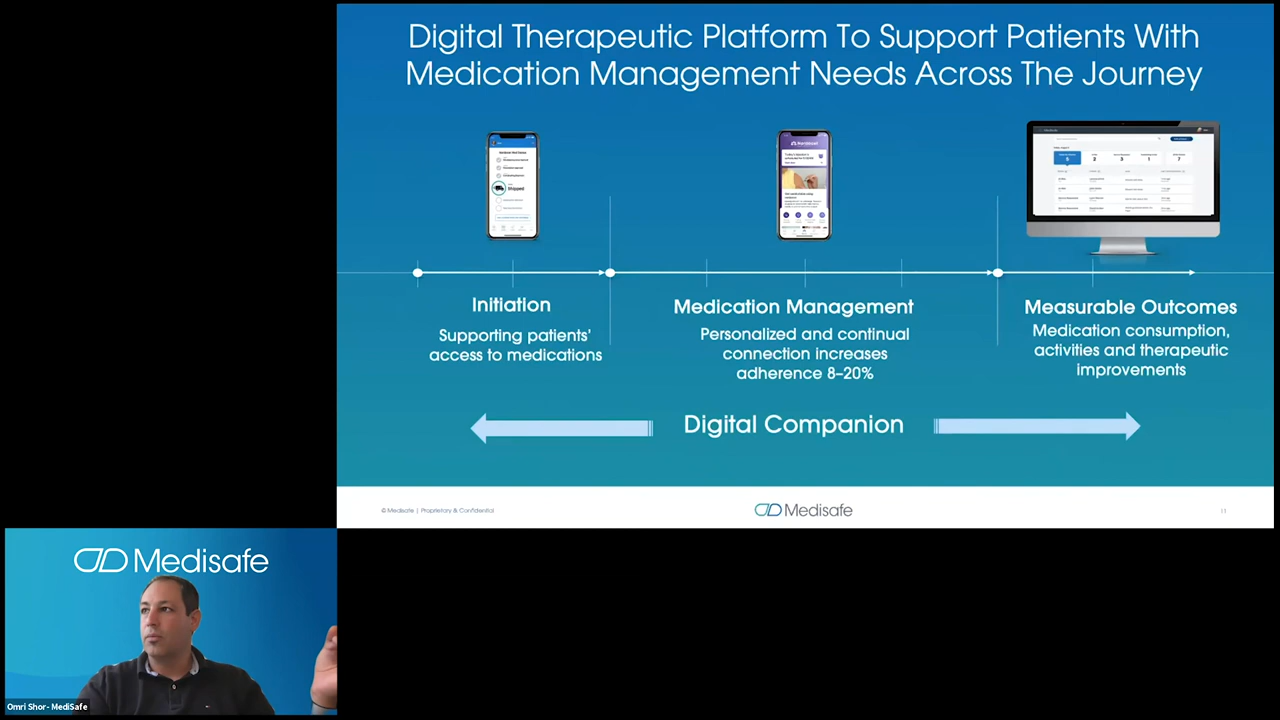 Digital Therapeutic Platform To Support Patients With
Medication Management Needs Across The Journey
Shipped
Initiation
Supporting patients'
access to medications
Medication Management
Personalized and continual
connection increases
adherence 8–20%
Measurable Outcomes
Medication consumption,
activities and therapeutic
improvements
Digital Companion
© Medisafe | Proprietary & Confidential
Medisafe
11
Medisafe
Omri Shor- MediSafe